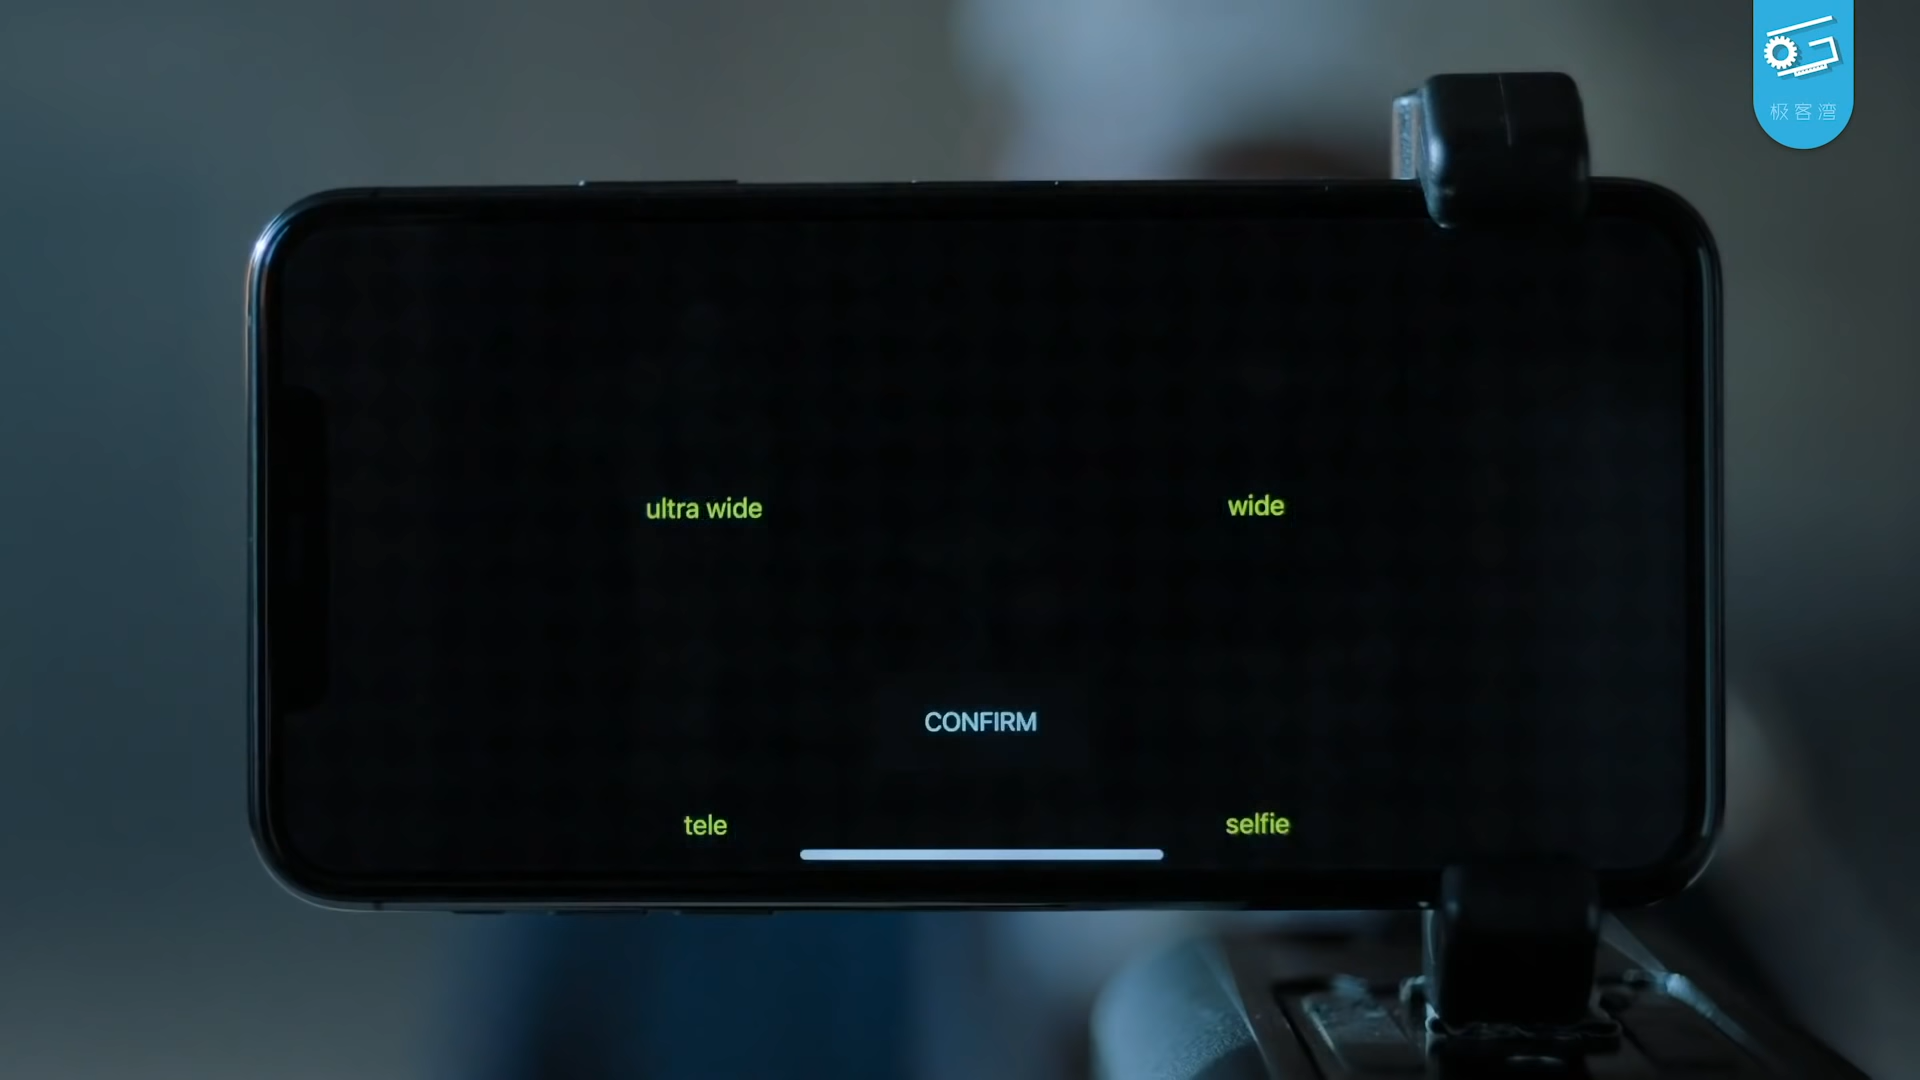 极客湾
ultra wide
wide
CONFIRM
tele
selfie